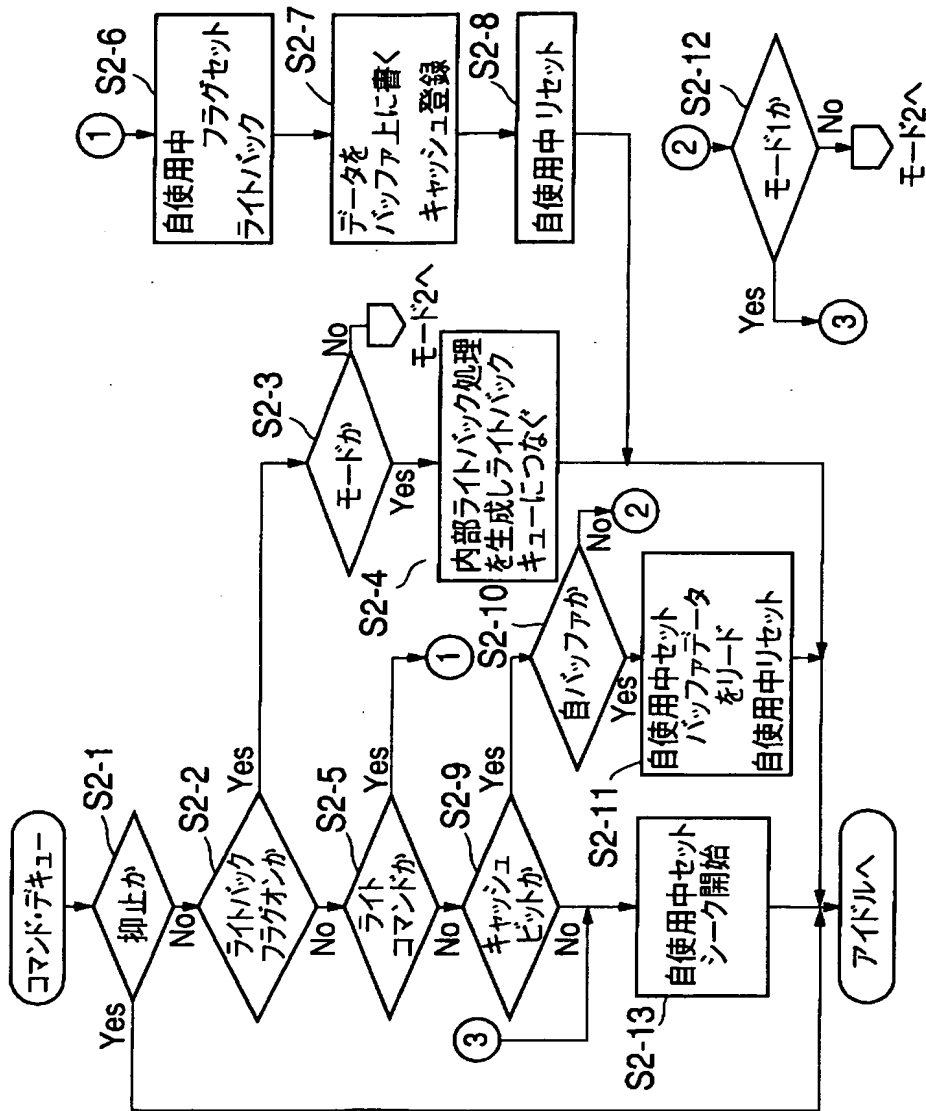 コマンド・デキュー
S2-1
抑止か
Yes
No
S2-2
ライトバック
フラグオンか
Yes
No
S2-3
モードか
No
モード2へ
Yes
S2-4
内部ライトバック処理
を生成しライトバック
キューにつなぐ
S2-5
ライト
コマンドか
Yes
1
No
S2-9
キャッシュ
ビットか
Yes
No
S2-10
自バッファか
No
2
Yes
S2-11
自使用中セット
バッファデータ
をリード
自使用中リセット
3
S2-13
自使用中セット
シーク開始
アイドルへ
1
S2-6
自使用中
フラグセット
ライトバック
S2-7
データを
バッファ上に書く
キャッシュ登録
S2-8
自使用中 リセット
2
S2-12
モード1か
No
モード2へ
Yes
3